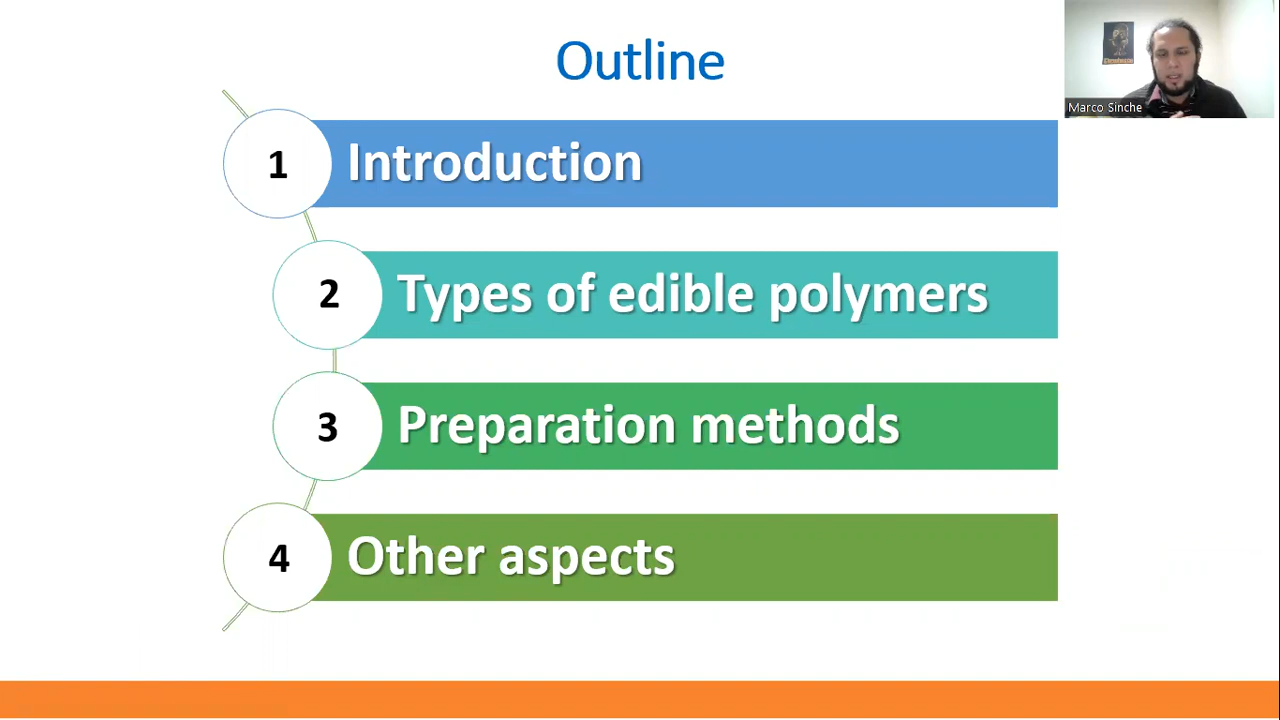 Outline
Marco Sinche
1 Introduction
2 Types of edible polymers
3 Preparation methods
4 Other aspects